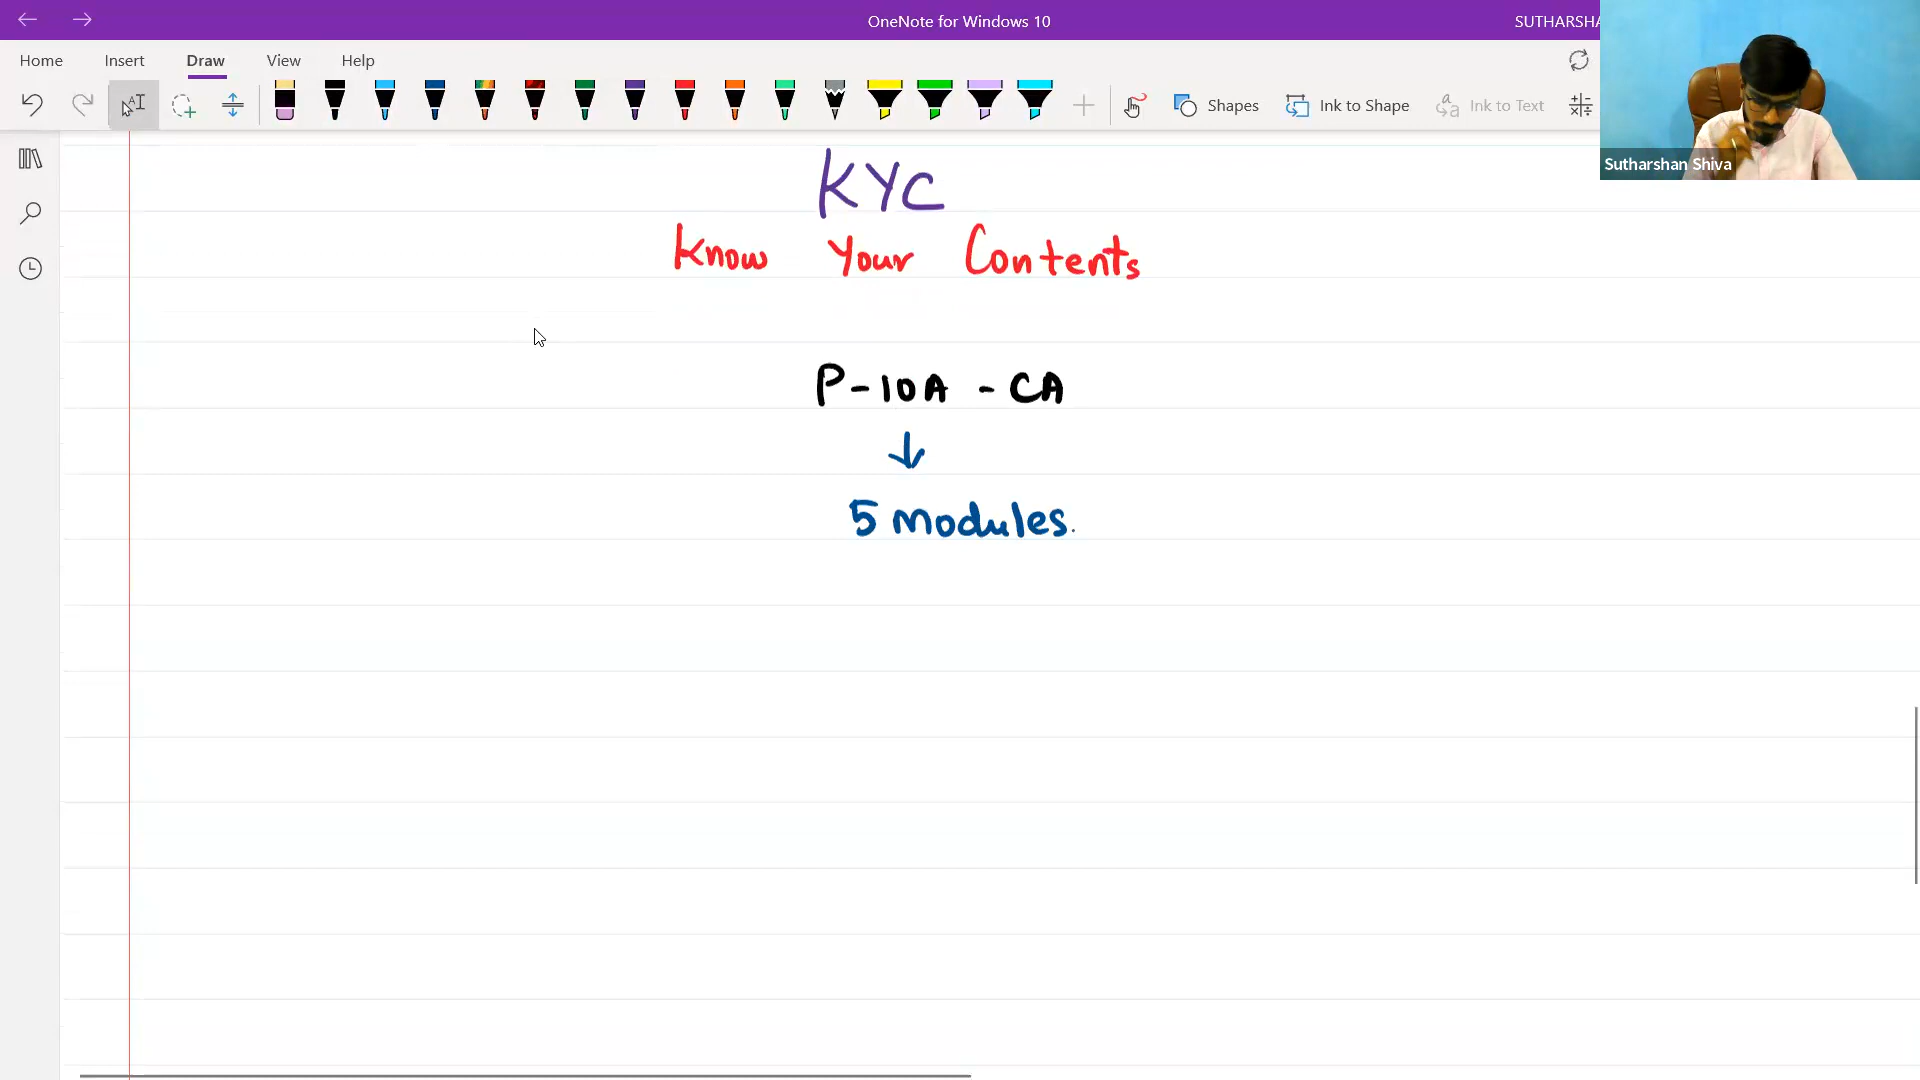 OneNote for Windows 10
SUTHARSHA
Home Insert Draw View Help
Shapes Ink to Shape Ink to Text
Sutharshan Shiva
KYC
Know Your Contents
P-10A - CA
5 Modules.